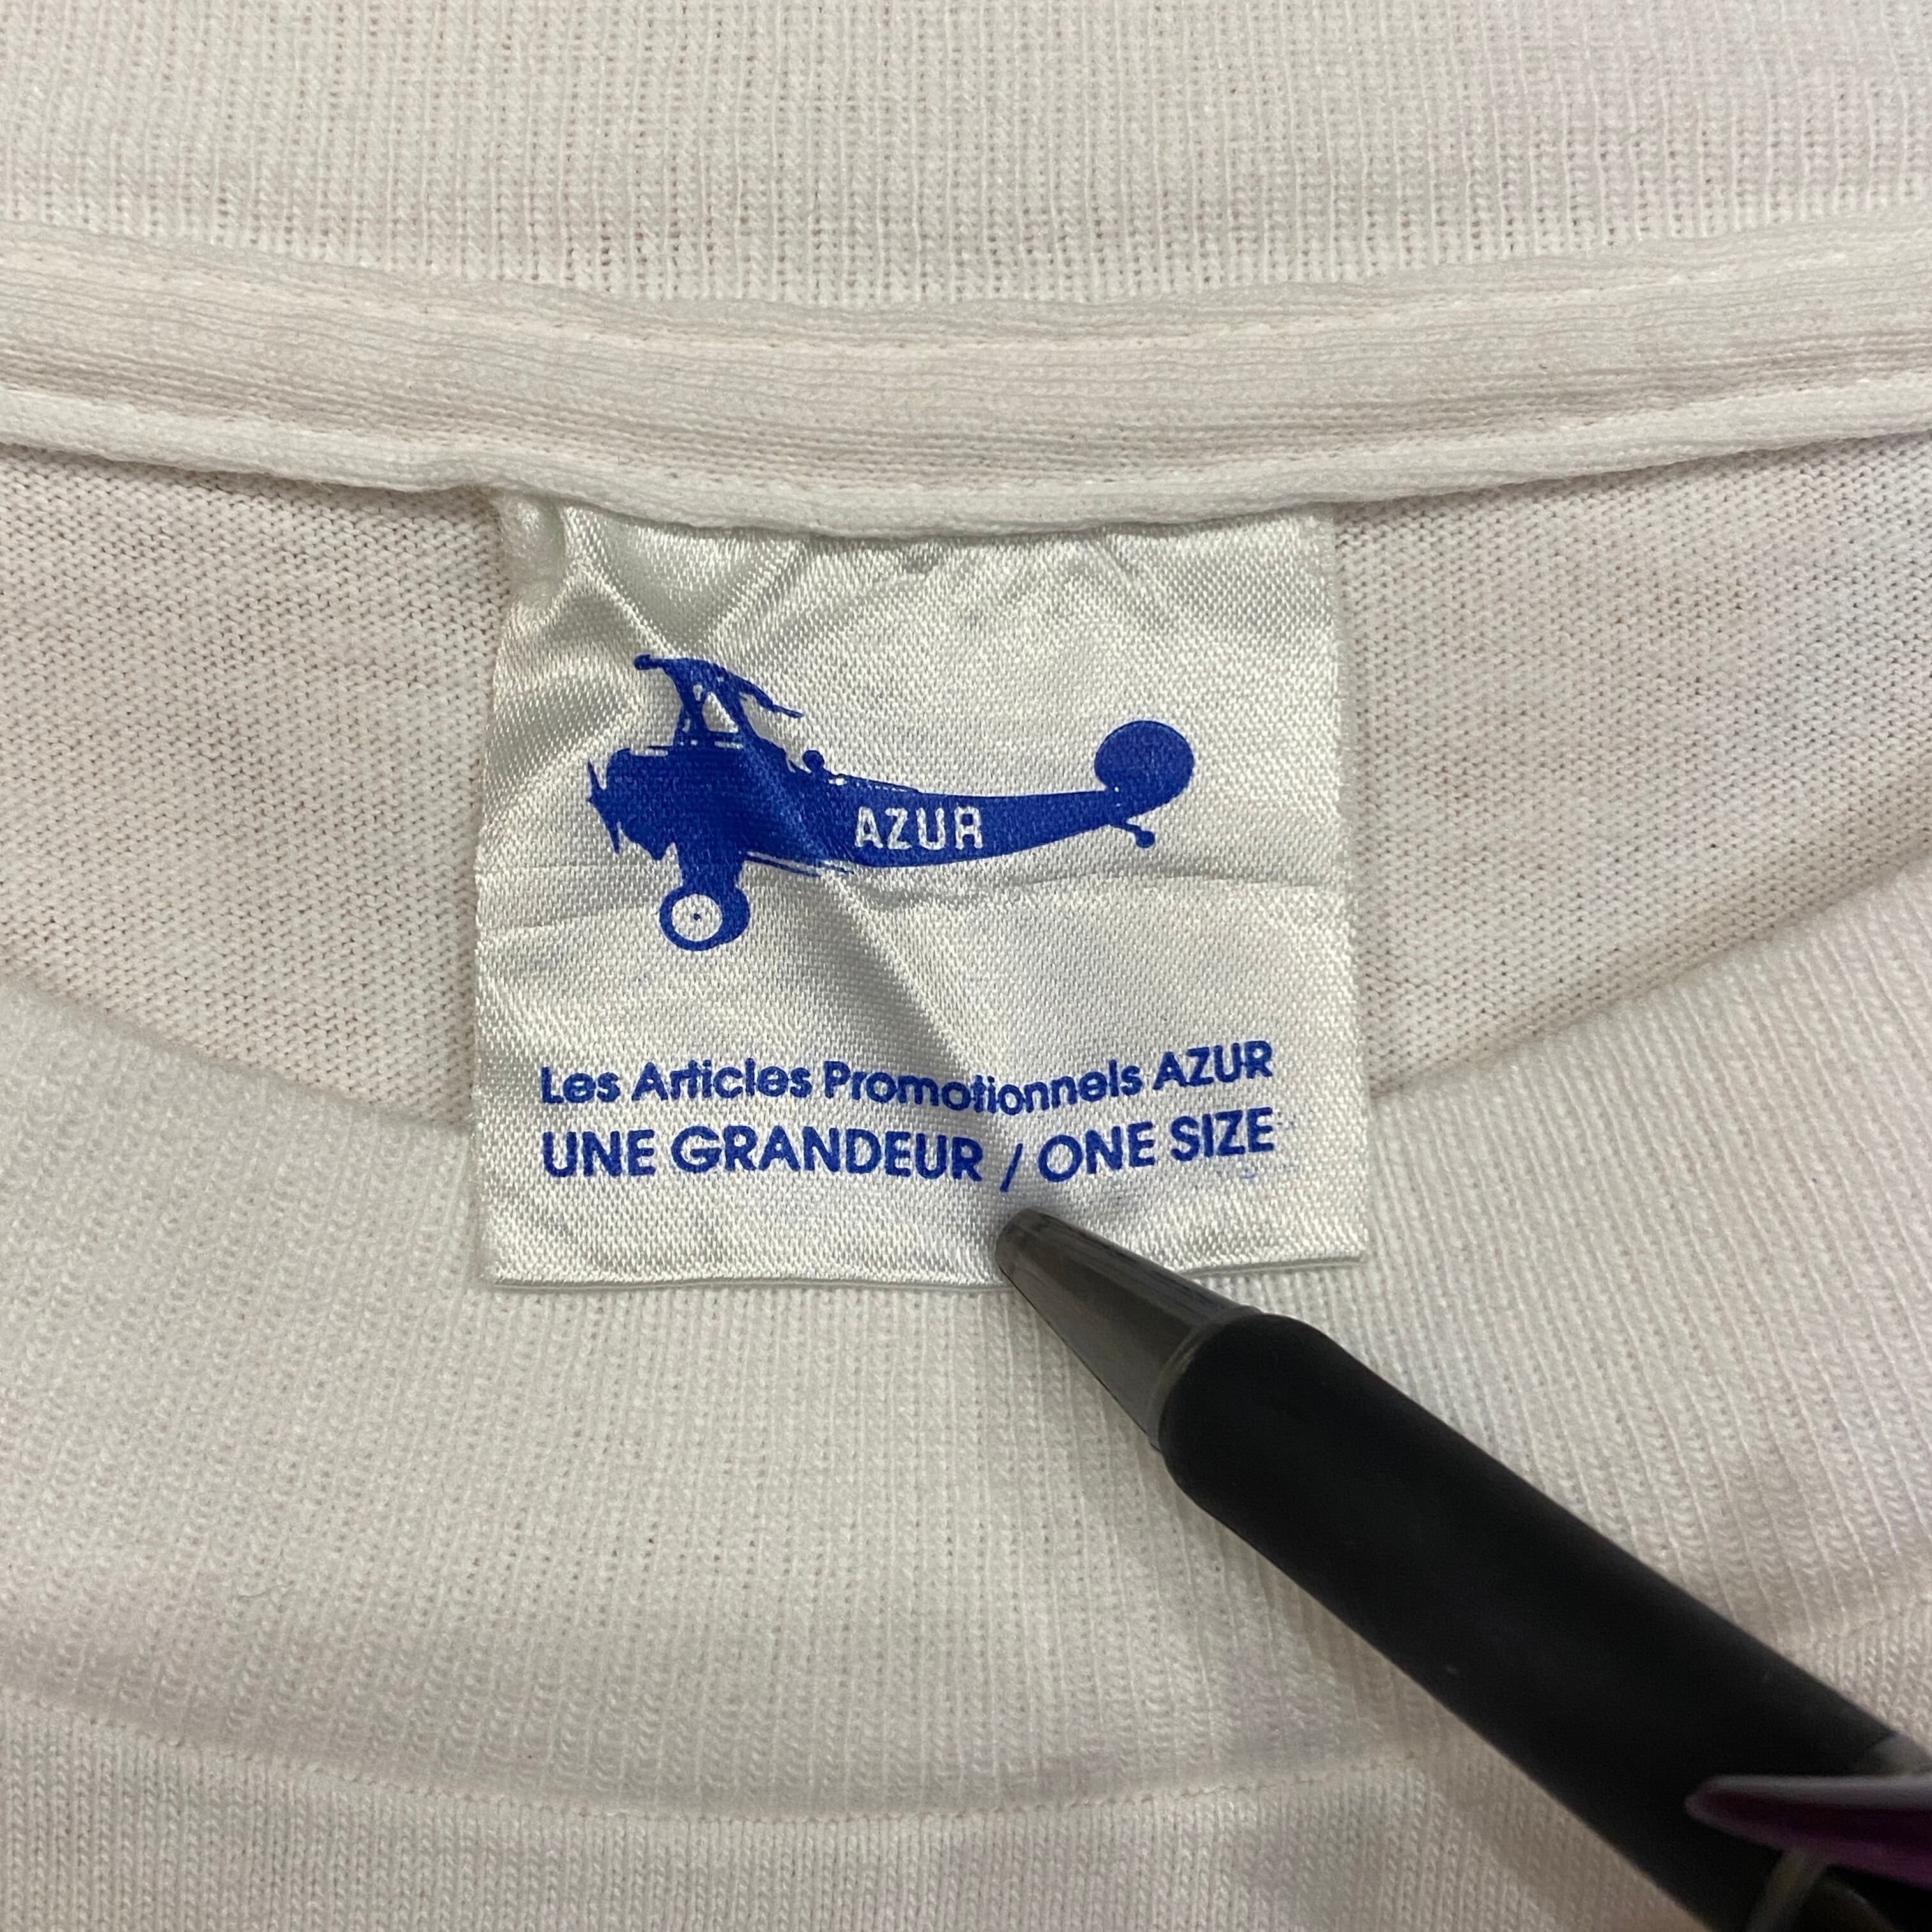 AZUR
Les Articles Promotionnels AZUR
UNE GRANDEUR / ONE SIZE